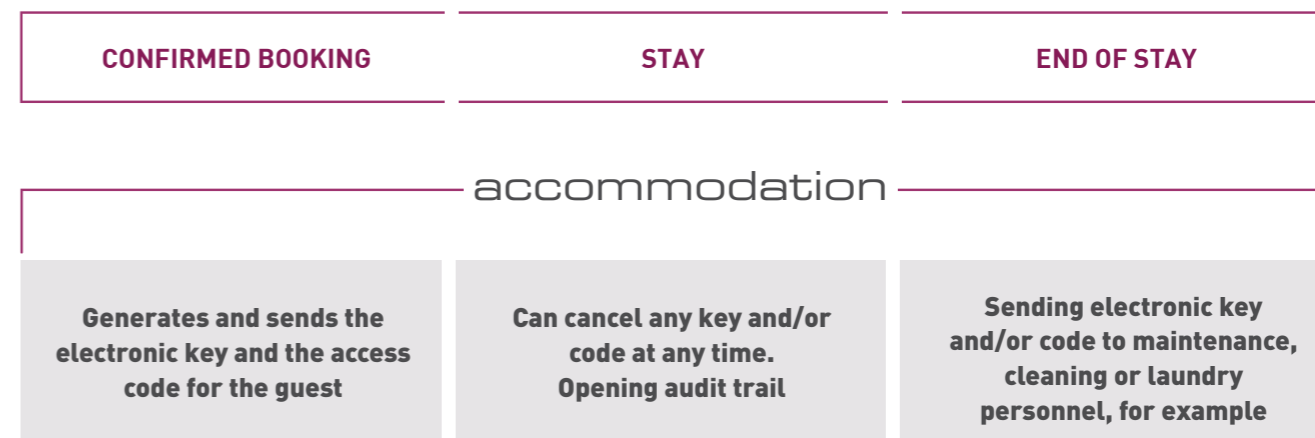 CONFIRMED BOOKING
STAY
END OF STAY
accommodation
Generates and sends the
electronic key and the access
code for the guest
Can cancel any key and/or
code at any time.
Opening audit trail
Sending electronic key
and/or code to maintenance,
cleaning or laundry
personnel, for example